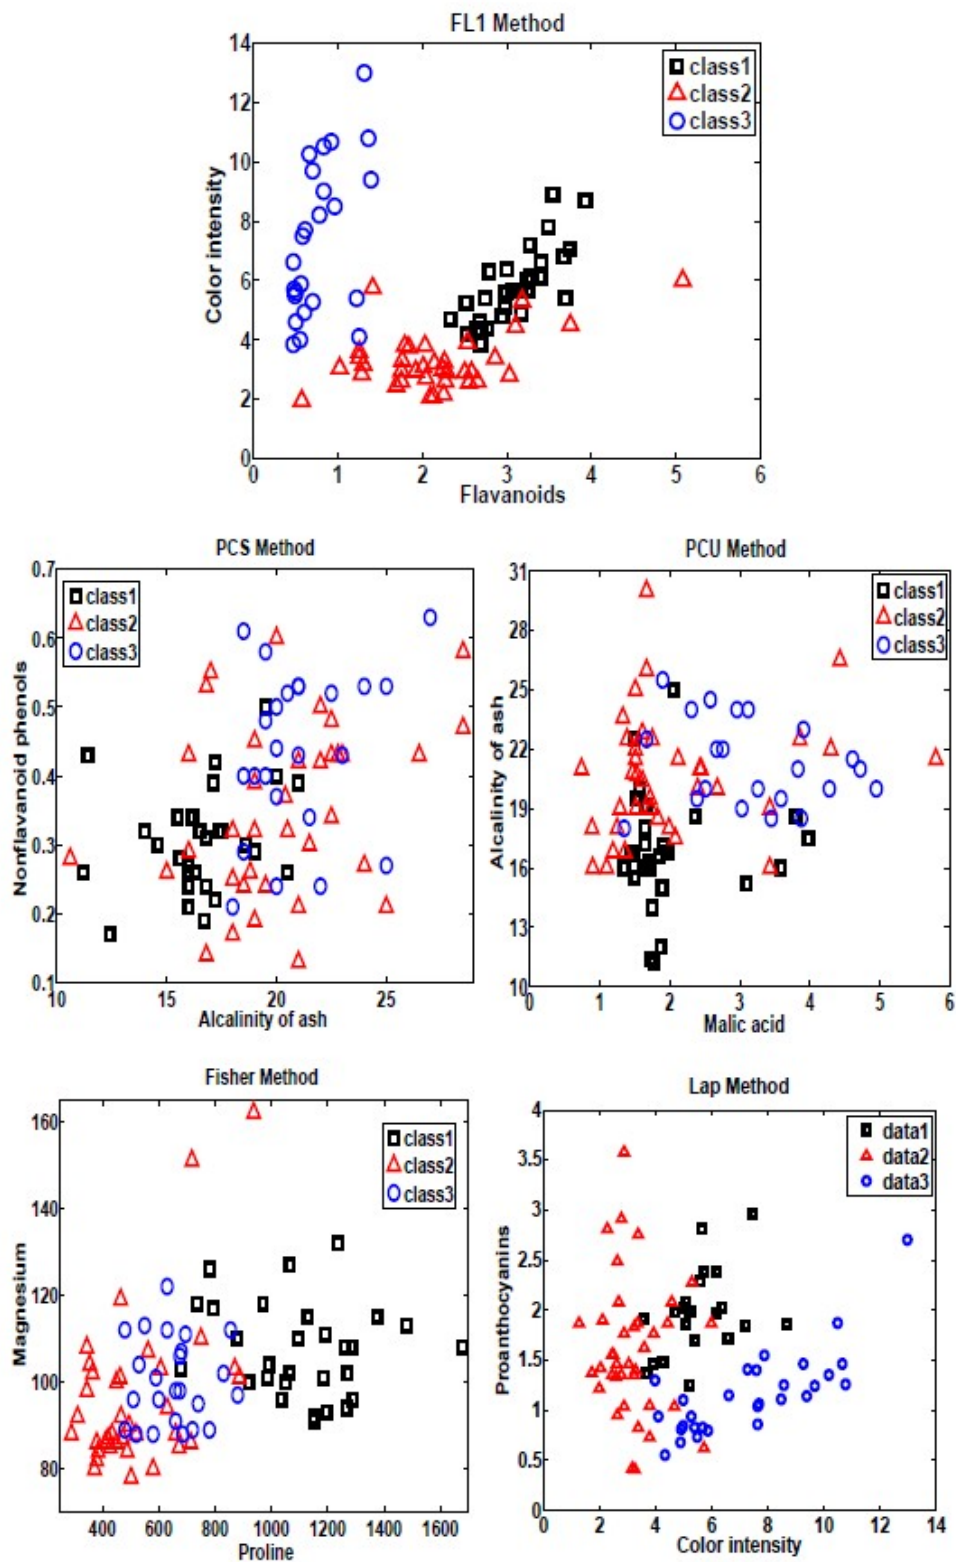 FL1 Method
14
12
10
8
6
4
2
0
Color intensity
class1
class2
class3
0 1 2 3 4 5 6
Flavanoids
PCS Method
0.7
0.6
0.5
0.4
0.3
0.2
0.1
Nonflavanoid phenols
class1
class2
class3
10 15 20 25
Alcalinity of ash
PCU Method
31
28
25
22
19
16
13
10
Alcalinity of ash
class1
class2
class3
0 1 2 3 4 5 6
Malic acid
Fisher Method
160
140
120
100
80
Magnesium
class1
class2
class3
400 600 800 1000 1200 1400 1600
Proline
Lap Method
4
3.5
3
2.5
2
1.5
1
0.5
0
Proanthocyanins
data1
data2
data3
0 2 4 6 8 10 12 14
Color intensity